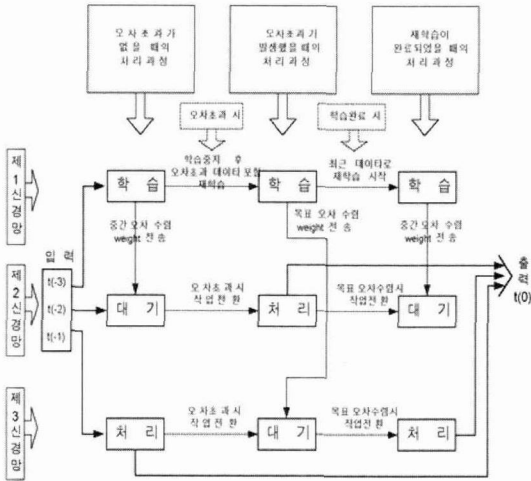 오차초과가
없을 때의
처리과정
오차초과기
발생했을때의
처리과정
재학습이
완료되었을때의
처리과정
오차초과 시
학습완료 시
제1신경망
학습중지 후
오차초과 데이타 포함
재학습
최근 데이타로
재학습 시작
학 습
학 습
학 습
중간 오차 수렴
weight 전송
목표 오차 수렴
weight 전송
중간 오차 수렴
weight 전송
입 력
t(-3)
t(-2)
t(-1)
제2신경망
대 기
오차초과시
작업전환
처 리
목표오차수렴시
작업전환
대 기
출력
t(0)
제3신경망
처 리
오차초과시
작업전환
대 기
목표오차수렴시
작업전환
처 리